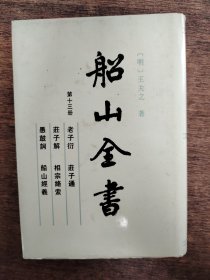 〔明〕王夫之 著
船山全書
第十三册
老子衍 莊子通
莊子解 相宗絡索
愚鼓詞 船山經義